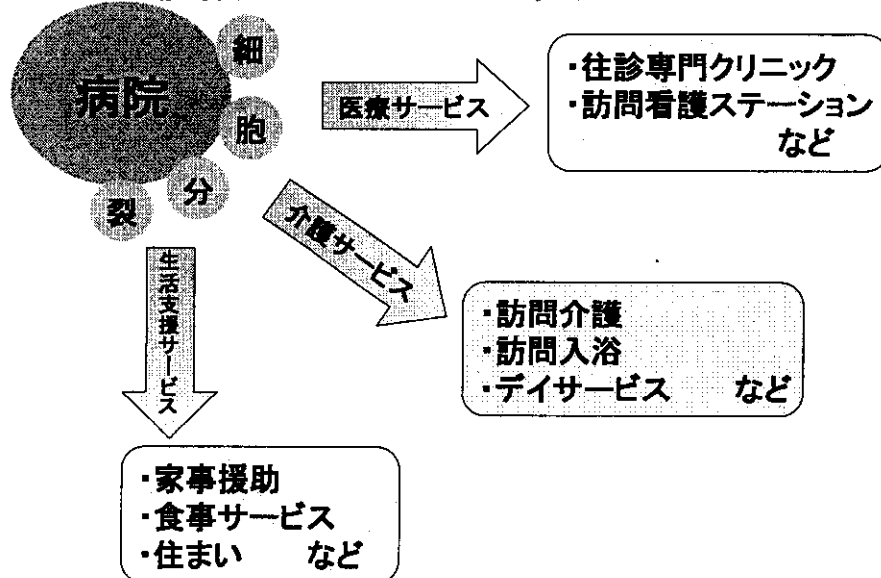 病院
細
胞
分
裂
医療サービス
・往診専門クリニック
・訪問看護ステーション
など
介護サービス
・訪問介護
・訪問入浴
・デイサービス など
生活支援サービス
・家事援助
・食事サービス
・住まい など